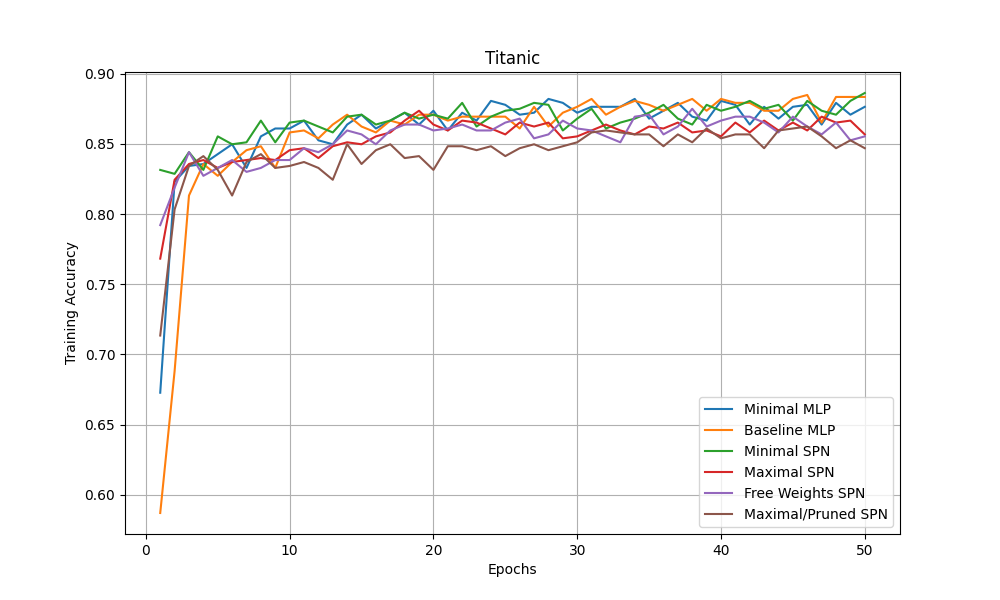 Titanic
Training Accuracy
0.90
0.85
0.80
0.75
0.70
0.65
0.60
0 10 20 30 40 50
Epochs
Minimal MLP
Baseline MLP
Minimal SPN
Maximal SPN
Free Weights SPN
Maximal/Pruned SPN